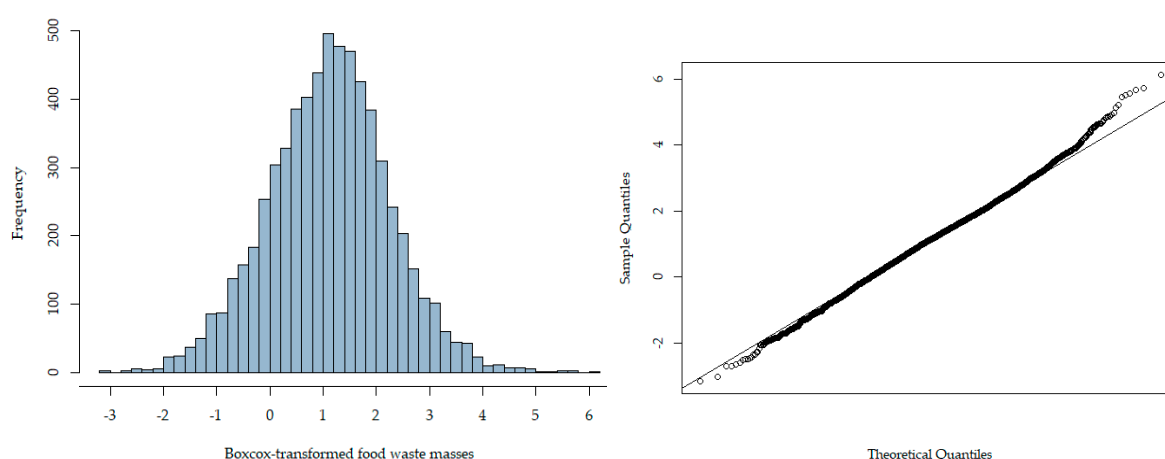 500
400
300
200
100
0
Frequency
-3 -2 -1 0 1 2 3 4 5 6
Boxcox-transformed food waste masses
6
4
2
0
-2
Sample Quantiles
Theoretical Quantiles